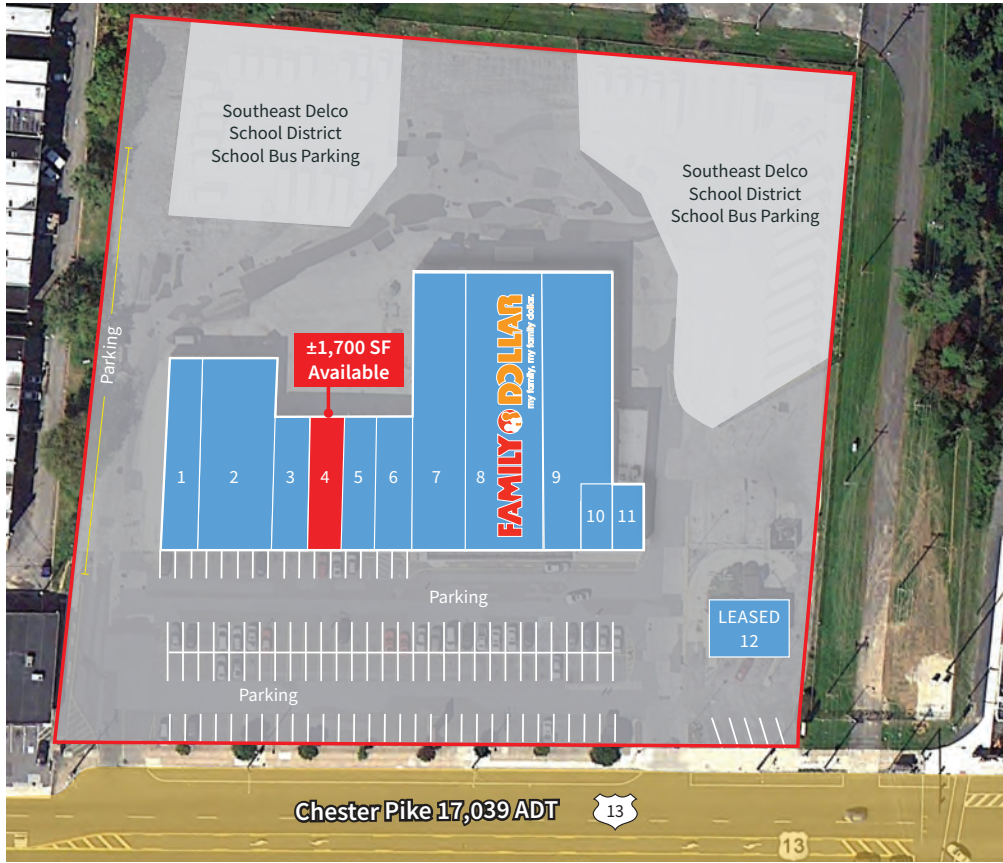 Southeast Delco
School District
School Bus Parking
Southeast Delco
School District
School Bus Parking
Parking
±1,700 SF
Available
FAMILY DOLLAR
my family, my family dollar.
1
2
3
4
5
6
7
8
9
10
11
Parking
LEASED
12
Parking
Chester Pike 17,039 ADT
13
13